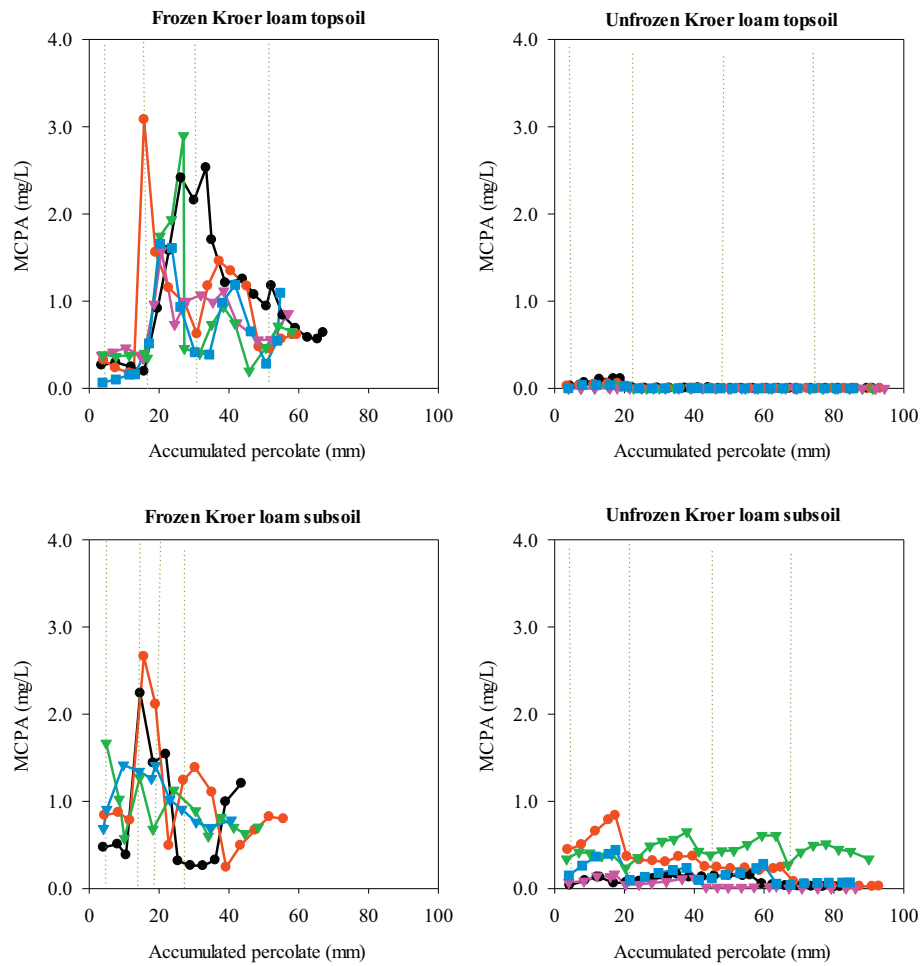 Frozen Kroer loam topsoil
4.0
3.0
2.0
1.0
0.0
MCPA (mg/L)
0 20 40 60 80 100
Accumulated percolate (mm)
Unfrozen Kroer loam topsoil
4.0
3.0
2.0
1.0
0.0
MCPA (mg/L)
0 20 40 60 80 100
Accumulated percolate (mm)
Frozen Kroer loam subsoil
4.0
3.0
2.0
1.0
0.0
MCPA (mg/L)
0 20 40 60 80 100
Accumulated percolate (mm)
Unfrozen Kroer loam subsoil
4.0
3.0
2.0
1.0
0.0
MCPA (mg/L)
0 20 40 60 80 100
Accumulated percolate (mm)